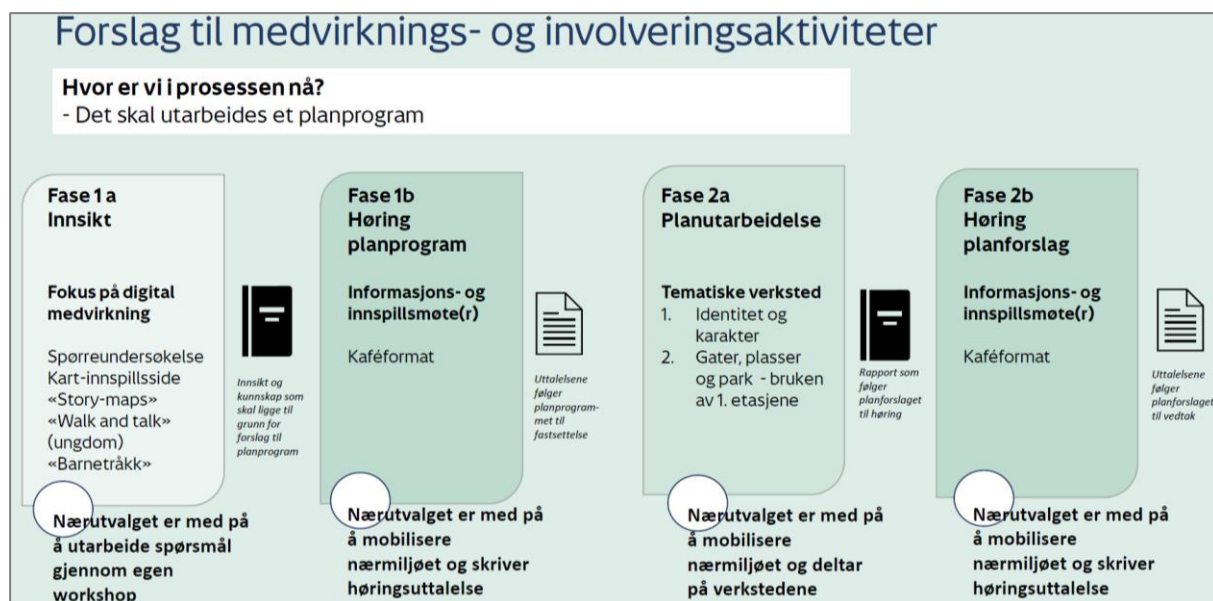 Forslag til medvirknings- og involveringsaktiviteter
Hvor er vi i prosessen nå?
- Det skal utarbeides et planprogram
Fase 1 a
Innsikt
Fokus på digital
medvirkning
Spørreundersøkelse
Kart-innspillsside
«Story-maps»
«Walk and talk»
(ungdom)
«Barnetråkk»
Innsikt og
kunnskap som
skal ligge til
grunn for
forslag til
planprogram
Nærutvalget er med på
å utarbeide spørsmål
gjennom egen
workshop
Fase 1b
Høring
planprogram
Informasjons- og
innspillsmøte(r)
Kaféformat
Uttalelsene
følger
planprogram-
met til
fastsettelse
Nærutvalget er med på
å mobilisere
nærmiljøet og skriver
høringsuttalelse
Fase 2a
Planutarbeidelse
Tematiske verksted
1. Identitet og
karakter
2. Gater, plasser
og park - bruken
av 1. etasjene
Rapport som
følger
planforslaget
til høring
Nærutvalget er med på
å mobilisere
nærmiljøet og deltar
på verkstedene
Fase 2b
Høring
planforslag
Informasjons- og
innspillsmøte(r)
Kaféformat
Uttalelsene
følger
planforslaget
til vedtak
Nærutvalget er med på
å mobilisere
nærmiljøet og skriver
høringsuttalelse